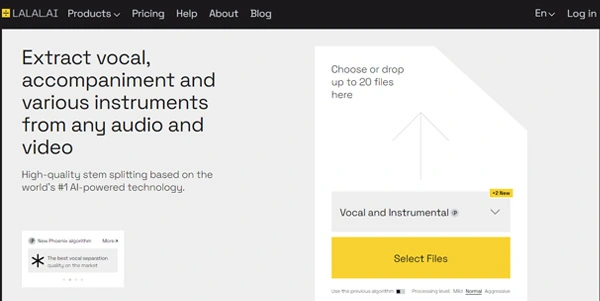 LALALAI Products Pricing Help About Blog En Log in
Extract vocal,
accompaniment and
various instruments
from any audio and
video
High-quality stem splitting based on the
world's #1 AI-powered technology.
New Phoenix algorithm More
The best vocal separation
quality on the market
Choose or drop
up to 20 files
here
+2 New
Vocal and Instrumental P
Select Files
Use the previous algorithm Processing level: Mild Normal Aggressive